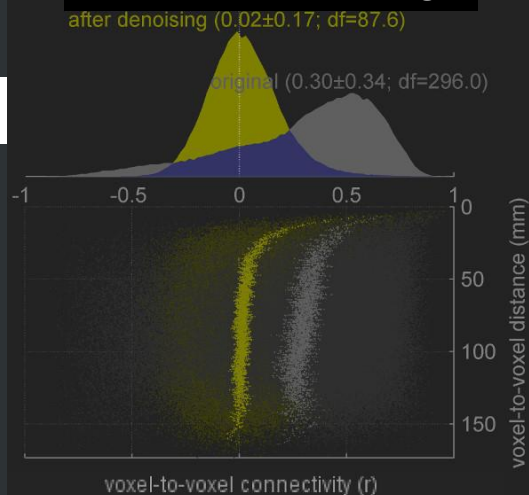 after denoising (0.02±0.17; df=87.6)
original (0.30±0.34; df=296.0)
-1 -0.5 0 0.5 1
0
50
100
150
voxel-to-voxel distance (mm)
voxel-to-voxel connectivity (r)